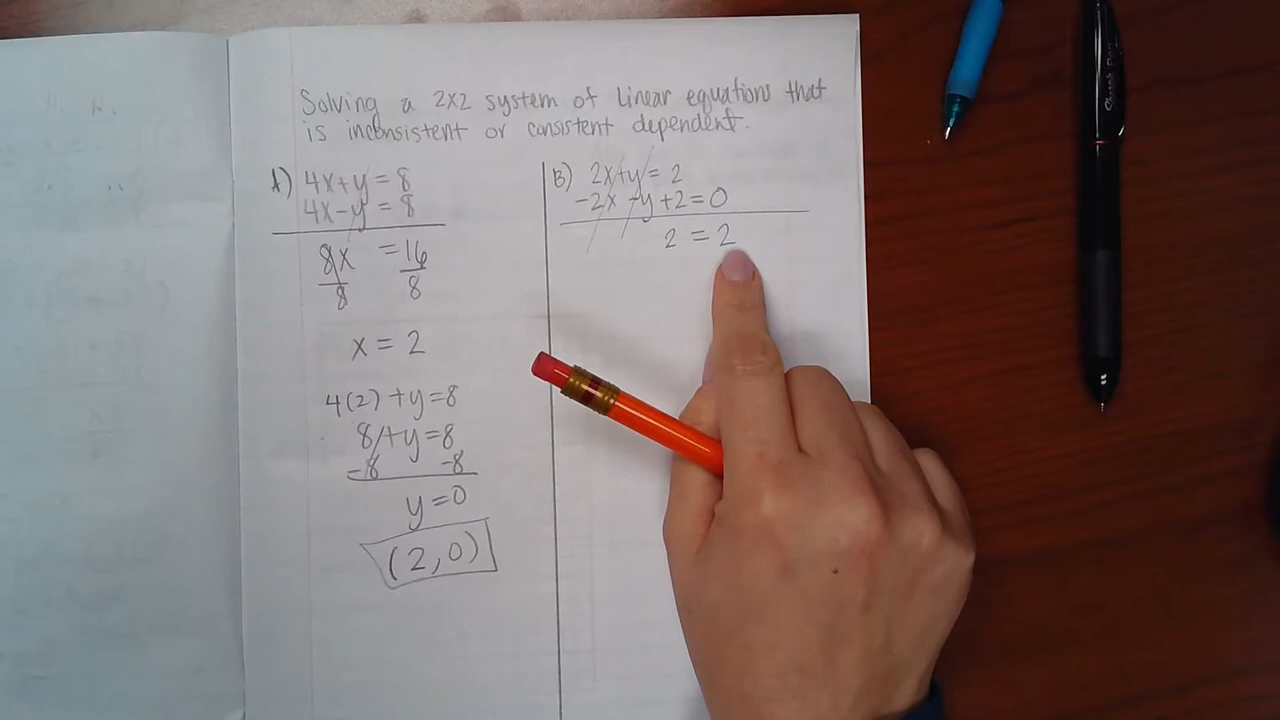 Solving a 2x2 system of linear equations that
is inconsistent or consistent dependent.
A) 4x+y = 8
4x-y = 8
8x = 16
8 8
x = 2
4(2) +y=8
8+y=8
-8 -8
y=0
(2,0)
B) 2x+y= 2
-2x -y +2=0
2 = 2